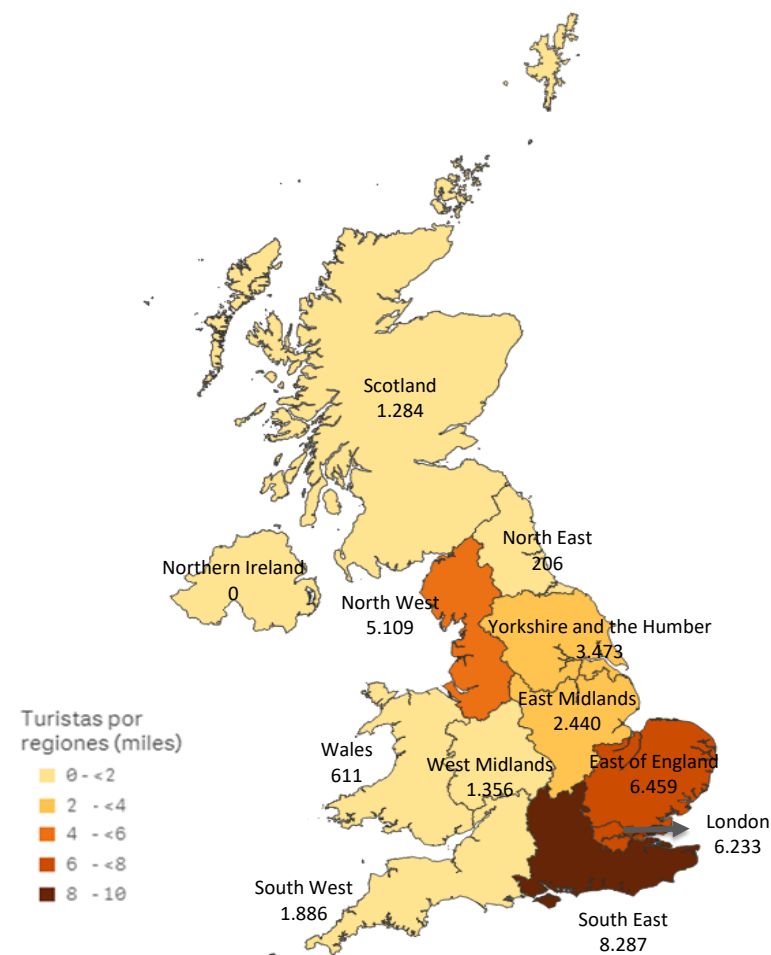 Scotland
1.284
North East
206
Northern Ireland
0
North West
5.109
Yorkshire and the Humber
3.473
East Midlands
2.440
Turistas por
regiones (miles)
0-<2
2 -<4
4 -<6
6 -<8
8 -10
Wales
611
West Midlands
1.356
East of England
6.459
London
6.233
South West
1.886
South East
8.287